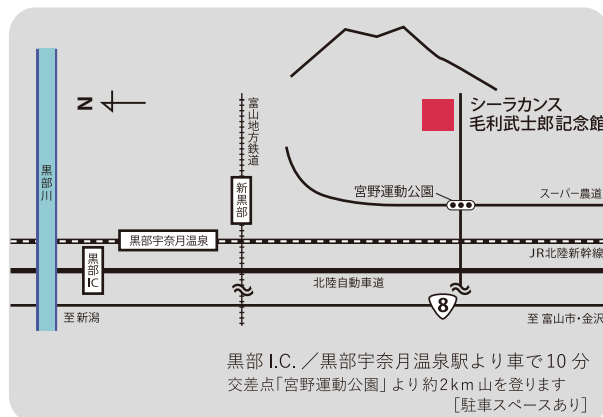 N
シーラカンス
毛利武士郎記念館
富山地方鉄道
黒部川
新黒部
宮野運動公園
スーパー農道
黒部宇奈月温泉
JR北陸新幹線
黒部IC
北陸自動車道
8
至 新潟
至 富山市・金沢
黒部 I.C. ／黒部宇奈月温泉駅より車で10 分
交差点「宮野運動公園」より約2km 山を登ります
［駐車スペースあり］